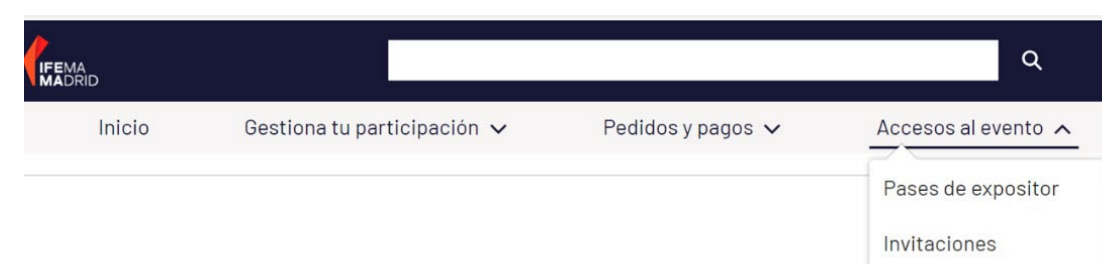 IFEMA
MADRID
Inicio Gestiona tu participación Pedidos y pagos Accesos al evento
Pases de expositor
Invitaciones